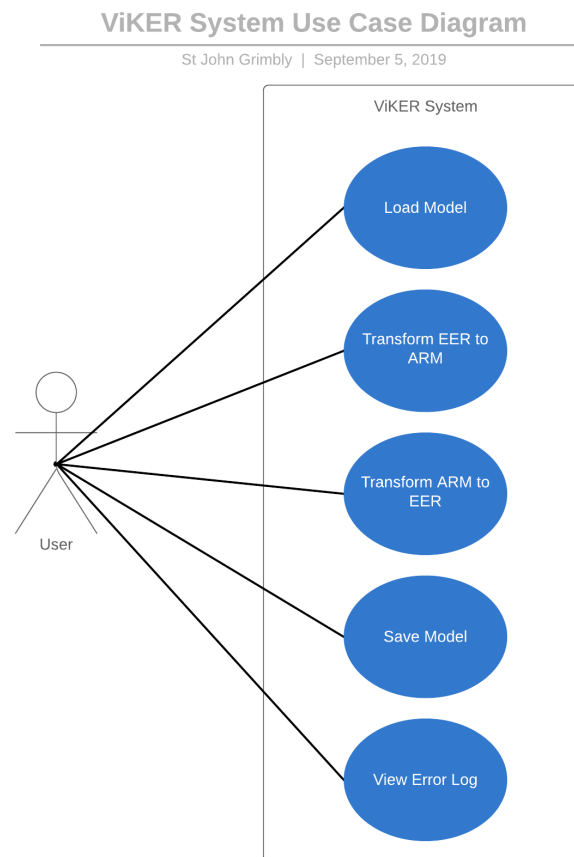 ViKER System Use Case Diagram
St John Grimbly | September 5, 2019
ViKER System
Load Model
Transform EER to
ARM
Transform ARM to
EER
User
Save Model
View Error Log